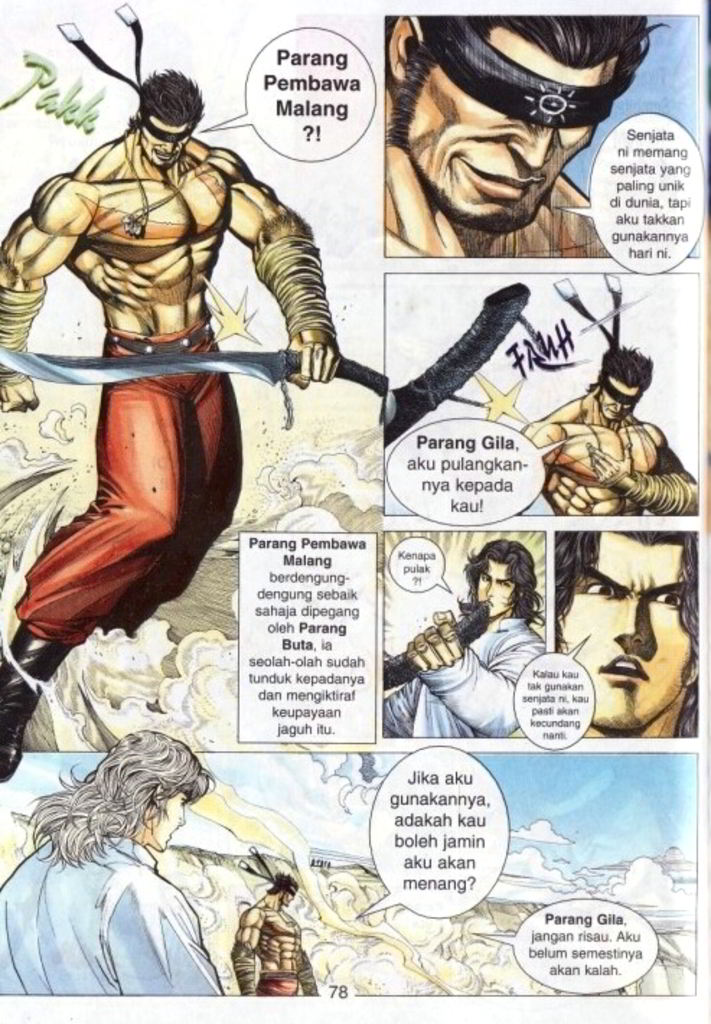 Pakk
Parang
Pembawa
Malang
?!
Senjata
ni memang
senjata yang
paling unik
di dunia, tapi
aku takkan
gunakannya
hari ni.
Parang Gila,
aku pulangkan-
nya kepada
kau!
Parang Pembawa
Malang
berdengung-
dengung sebaik
sahaja dipegang
oleh Parang
Buta, ia
seolah-olah sudah
tunduk kepadanya
dan mengiktiraf
keupayaan
jaguh itu.
Kenapa
pulak
?!
Kalau kau
tak gunakan
senjata ni, kau
pasti akan
kecundang
nanti.
Jika aku
gunakannya,
adakah kau
boleh jamin
aku akan
menang?
Parang Gila,
jangan risau. Aku
belum semestinya
akan kalah.
78